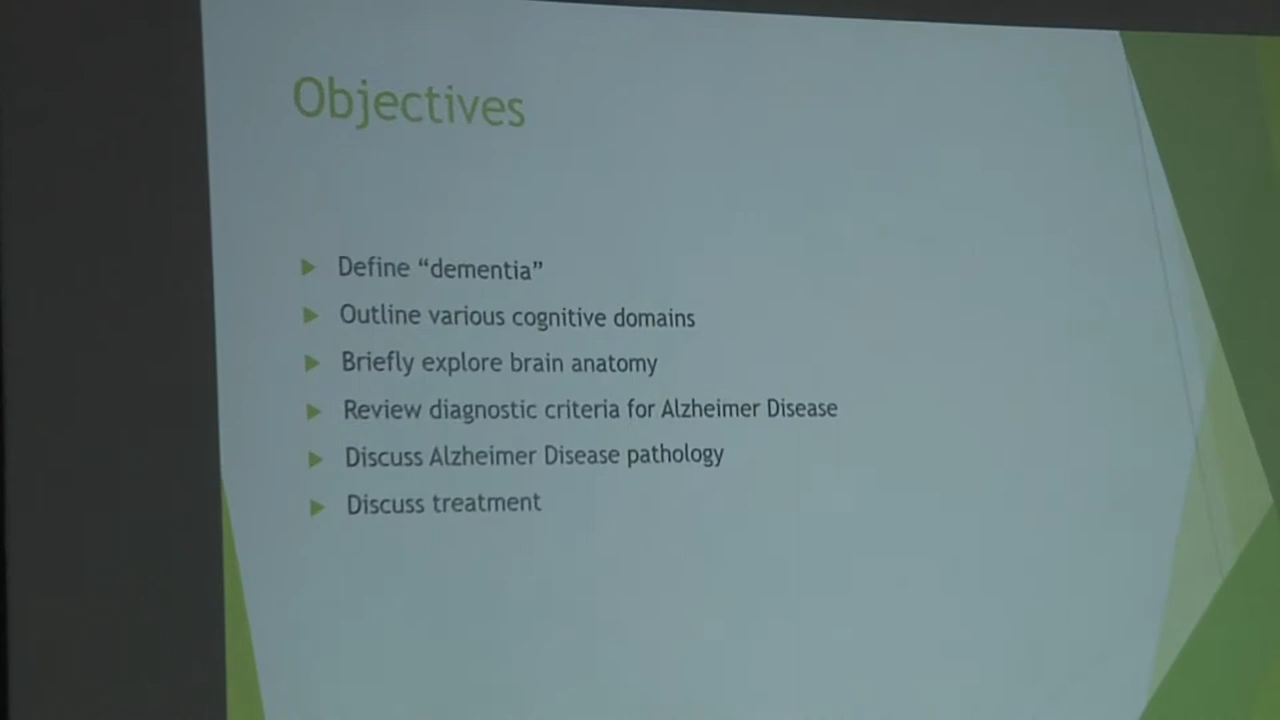 Objectives
Define “dementia”
Outline various cognitive domains
Briefly explore brain anatomy
Review diagnostic criteria for Alzheimer Disease
Discuss Alzheimer Disease pathology
Discuss treatment